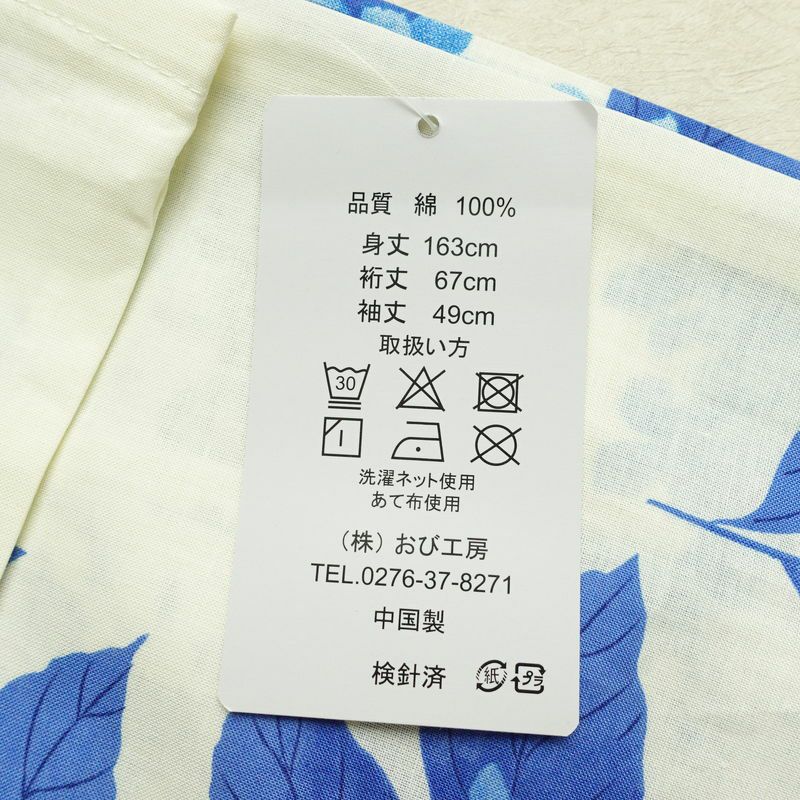 品質 綿 100%
身丈 163cm
裄丈 67cm
袖丈 49cm
取扱い方
30
洗濯ネット使用
あて布使用
（株）おび工房
TEL.0276-37-8271
中国製
検針済 紙 プラ